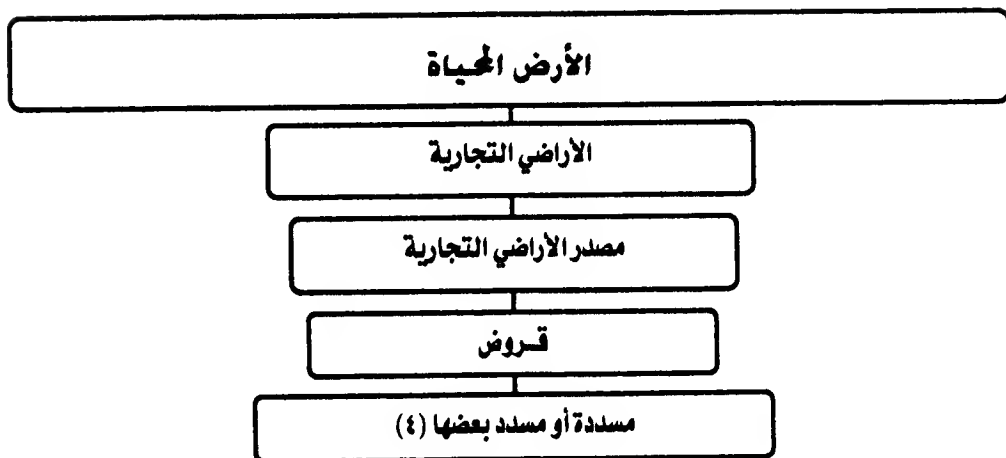 الأرض المحياة
الأراضي التجارية
مصدر الأراضي التجارية
قروض
مسددة أو مسدد بعضها (٤)